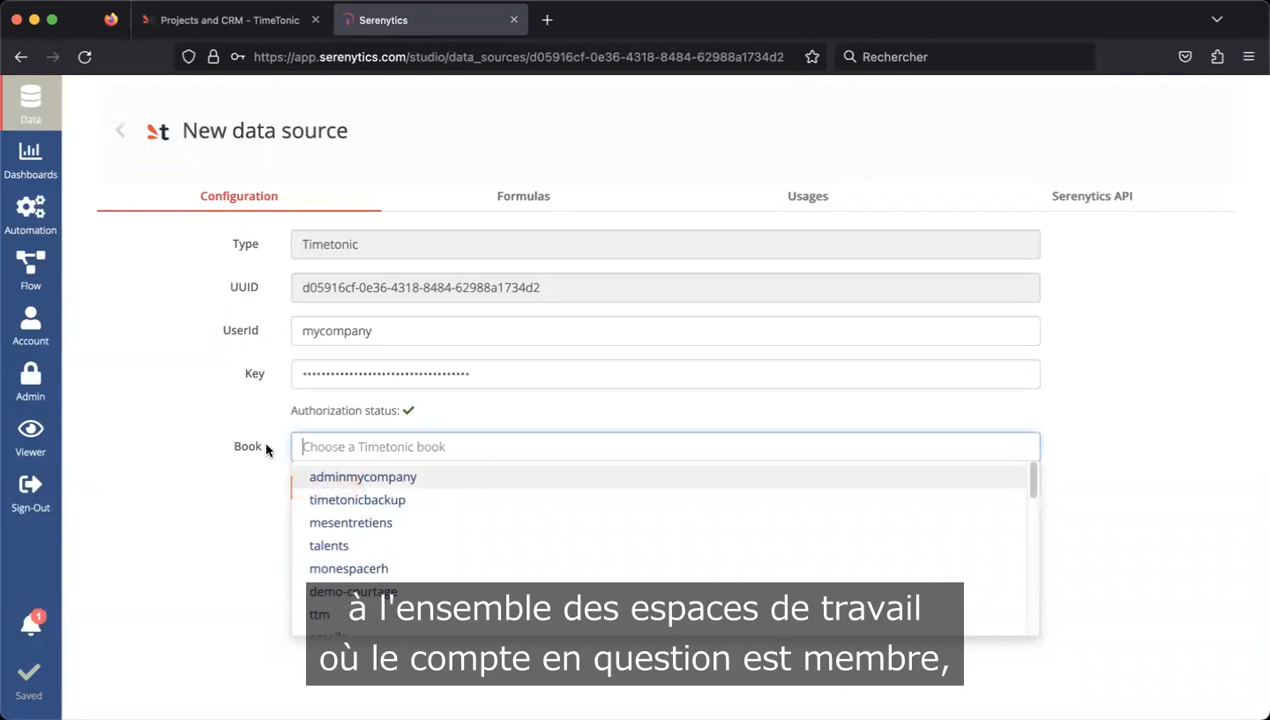 Projects and CRM - TimeTonic
Serenytics
https://app.serenytics.com/studio/data_sources/d05916cf-0e36-4318-8484-62988a1734d2
Rechercher
Data
Dashboards
Automation
Flow
Account
Admin
Viewer
Sign-Out
1
Saved
t New data source
Configuration
Formulas
Usages
Serenytics API
Type
Timetonic
UUID
d05916cf-0e36-4318-8484-62988a1734d2
UserId
mycompany
Key
Authorization status:
Book
Choose a Timetonic book
adminmycompany
timetonicbackup
mesentretiens
talents
monespacerh
demo-courtage
ttm
à l'ensemble des espaces de travail
où le compte en question est membre,